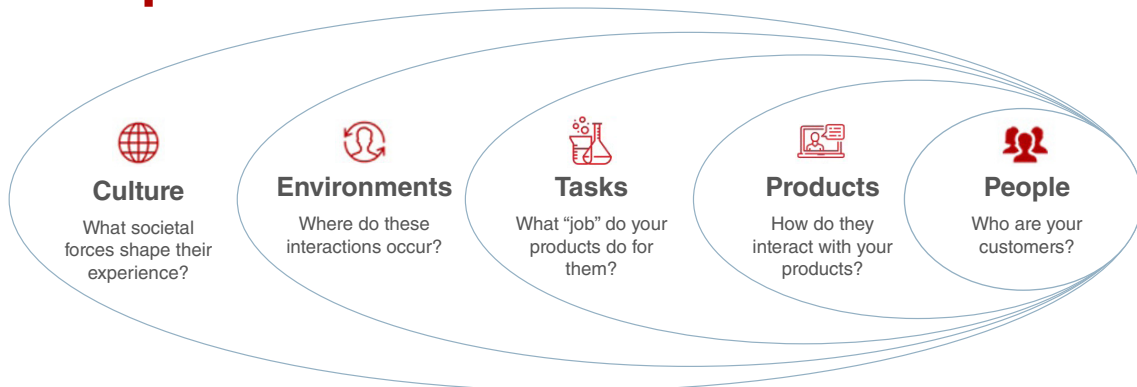 Culture
What societal
forces shape their
experience?
Environments
Where do these
interactions occur?
Tasks
What “job” do your
products do for
them?
Products
How do they
interact with your
products?
People
Who are your
customers?